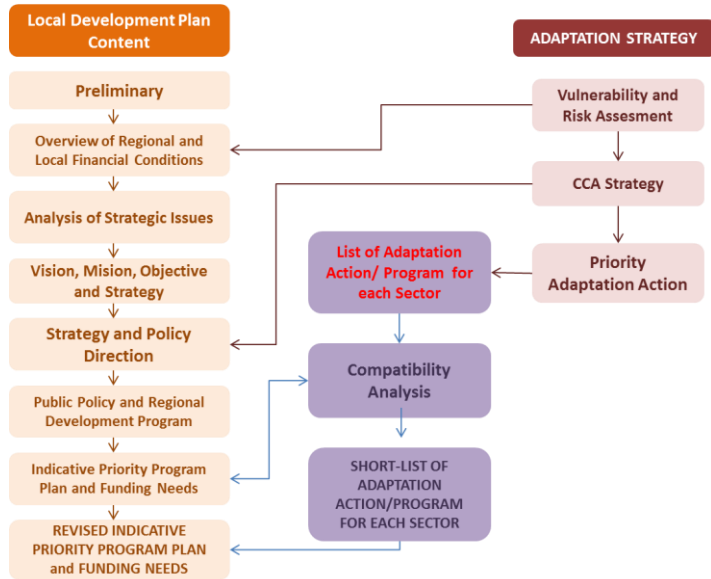 Local Development Plan
Content
Preliminary
Overview of Regional and
Local Financial Conditions
Analysis of Strategic Issues
Vision, Mision, Objective
and Strategy
Strategy and Policy
Direction
Public Policy and Regional
Development Program
Indicative Priority Program
Plan and Funding Needs
REVISED INDICATIVE
PRIORITY PROGRAM PLAN
and FUNDING NEEDS
List of Adaptation
Action/ Program for
each Sector
Compatibility
Analysis
SHORT-LIST OF
ADAPTATION
ACTION/PROGRAM
FOR EACH SECTOR
ADAPTATION STRATEGY
Vulnerability and
Risk Assesment
CCA Strategy
Priority
Adaptation Action